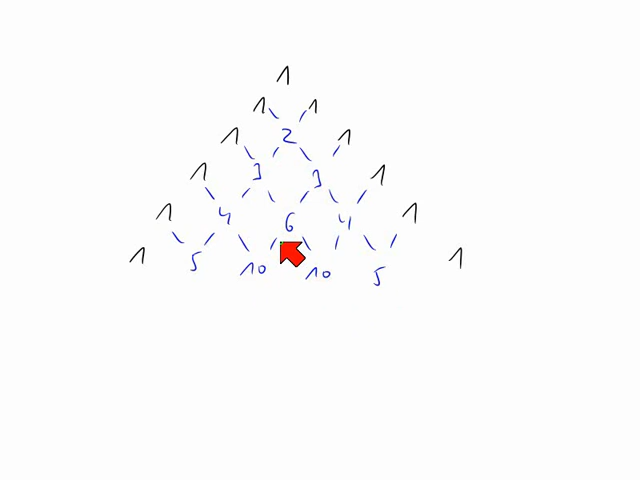 1
1 1
1 2 1
1 3 3 1
1 4 6 4 1
1 5 10 10 5 1